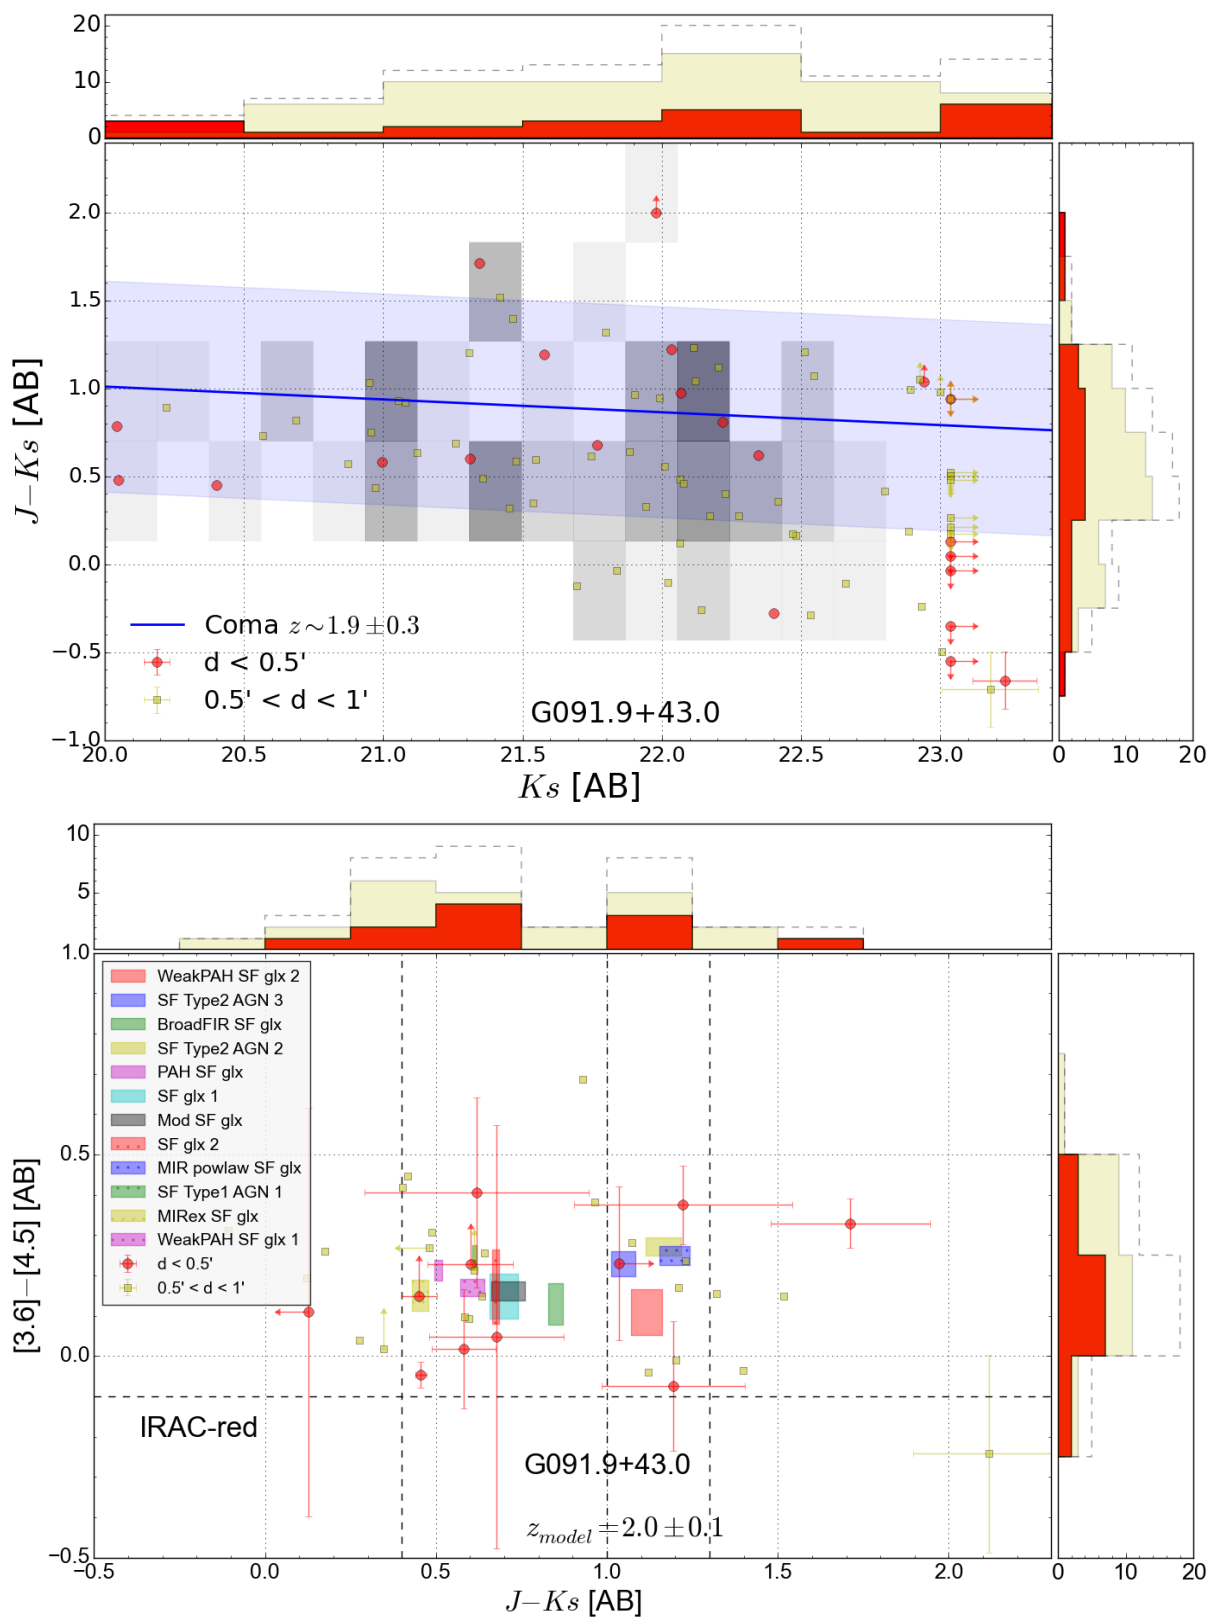 20
10
0
2.0
1.5
1.0
0.5
0.0
−0.5
−1.0
J−Ks [AB]
Coma z∼1.9±0.3
d < 0.5'
0.5' < d < 1'
G091.9+43.0
20.0 20.5 21.0 21.5 22.0 22.5 23.0
0 10 20
Ks [AB]
10
5
1.0
0.5
0.0
−0.5
[3.6]−[4.5] [AB]
WeakPAH SF glx 2
SF Type2 AGN 3
BroadFIR SF glx
SF Type2 AGN 2
PAH SF glx
SF glx 1
Mod SF glx
SF glx 2
MIR powlaw SF glx
SF Type1 AGN 1
MIRex SF glx
WeakPAH SF glx 1
d < 0.5'
0.5' < d < 1'
IRAC-red
G091.9+43.0
z_model=2.0±0.1
−0.5 0.0 0.5 1.0 1.5 2.0
0 10 20
J−Ks [AB]